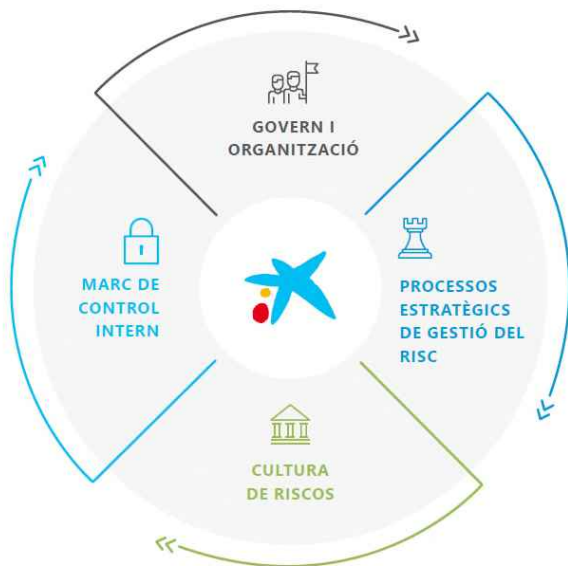 GOVERN I
ORGANITZACIÓ
MARC DE
CONTROL
INTERN
PROCESSOS
ESTRATÈGICS
DE GESTIÓ DEL
RISC
CULTURA
DE RISCOS